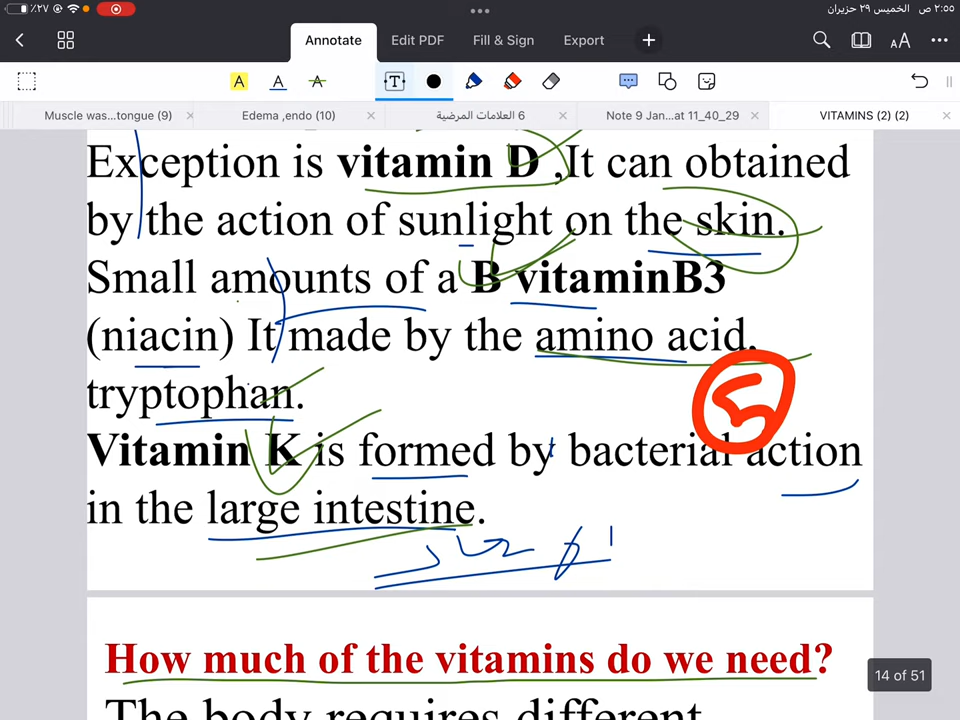 ٪٢٧ ٢:٥٥ ص الخميس ٢٩ حزيران
Annotate Edit PDF Fill & Sign Export
A A A T AA
Muscle was...tongue (9) Edema ,endo (10) 6 العلامات المرضية Note 9 Jan...at 11_40_29 VITAMINS (2) (2)
Exception is vitamin D ,It can obtained
by the action of sunlight on the skin.
Small amounts of a B vitaminB3
(niacin) It made by the amino acid,
tryptophan.
5
Vitamin K is formed by bacterial action
in the large intestine.
How much of the vitamins do we need?
14 of 51
The body requires different